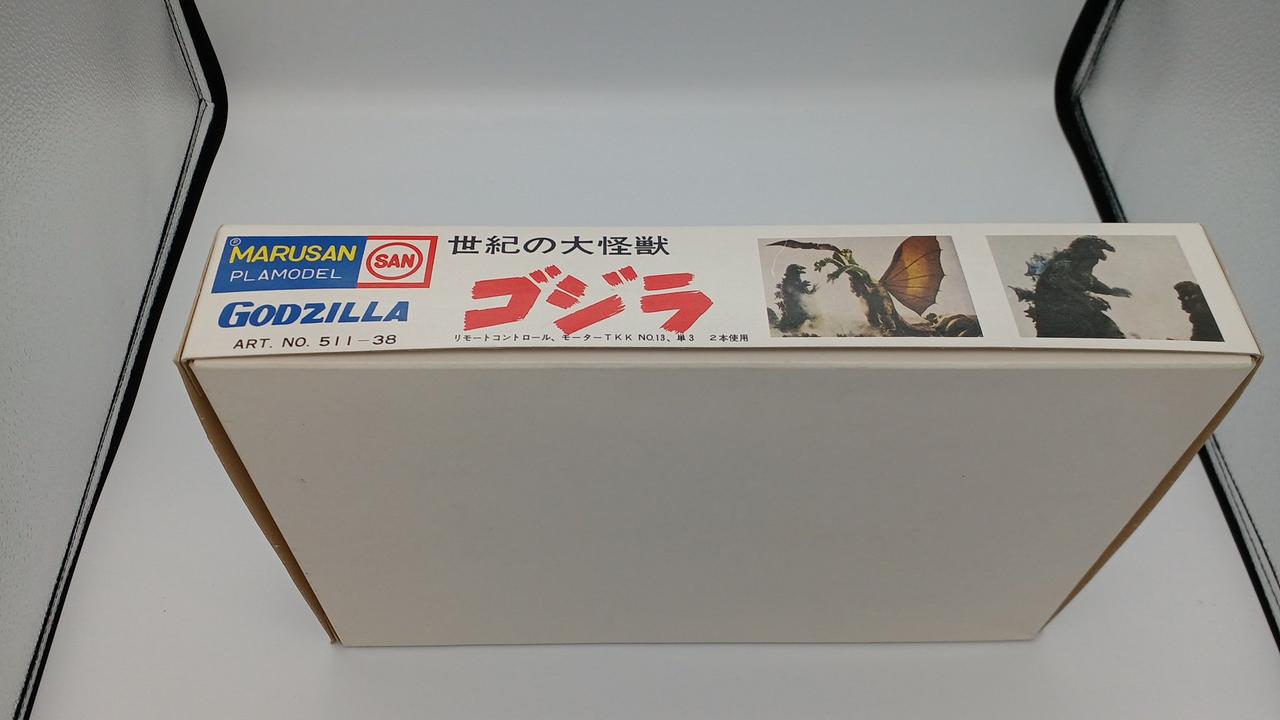 ® MARUSAN
PLAMODEL
SAN
GODZILLA
ART. NO. 511-38
世紀の大怪獣
ゴジラ
リモートコントロール、モーターTKK NO.13、単3 2本使用